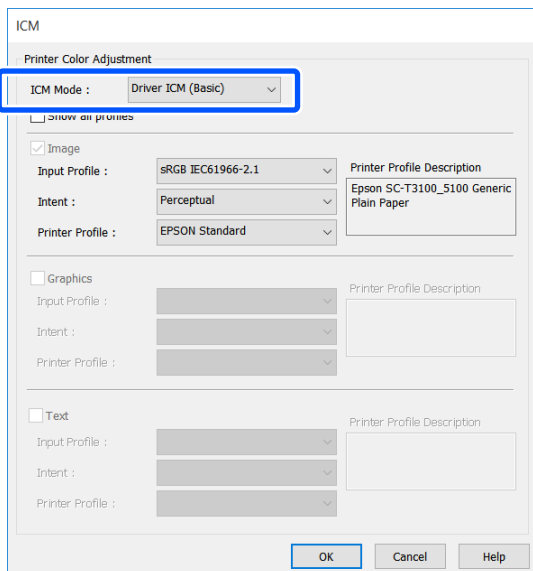 ICM
Printer Color Adjustment
ICM Mode : Driver ICM (Basic)
Show all profiles
Image
Input Profile : sRGB IEC61966-2.1
Intent : Perceptual
Printer Profile : EPSON Standard
Printer Profile Description
Epson SC-T3100_5100 Generic
Plain Paper
Graphics
Input Profile :
Intent :
Printer Profile :
Printer Profile Description
Text
Input Profile :
Intent :
Printer Profile :
Printer Profile Description
OK Cancel Help